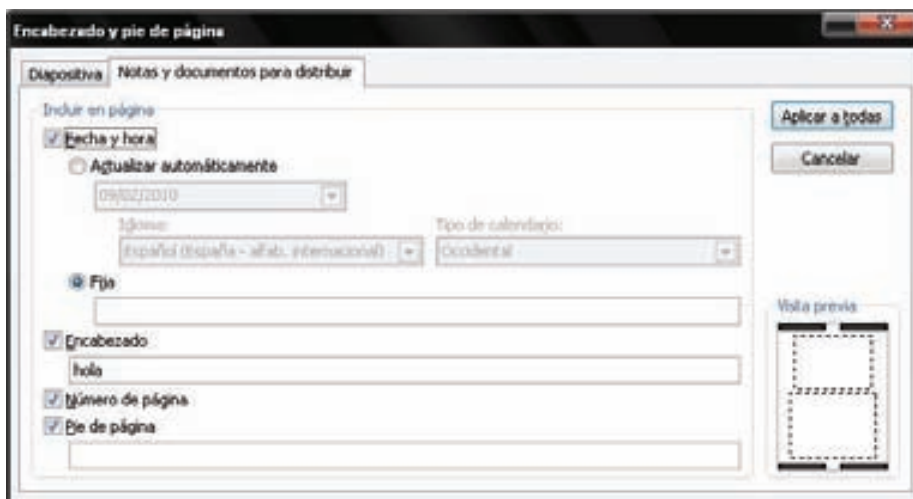 Encabezado y pie de página
Diapositiva Notas y documentos para distribuir
Incluir en página
Fecha y hora
Actualizar automáticamente
09/02/2010
Idioma: Tipo de calendario:
Español (España - alfab. internacional) Occidental
Fija
Encabezado
hola
Número de página
Pie de página
Aplicar a todas
Cancelar
Vista previa